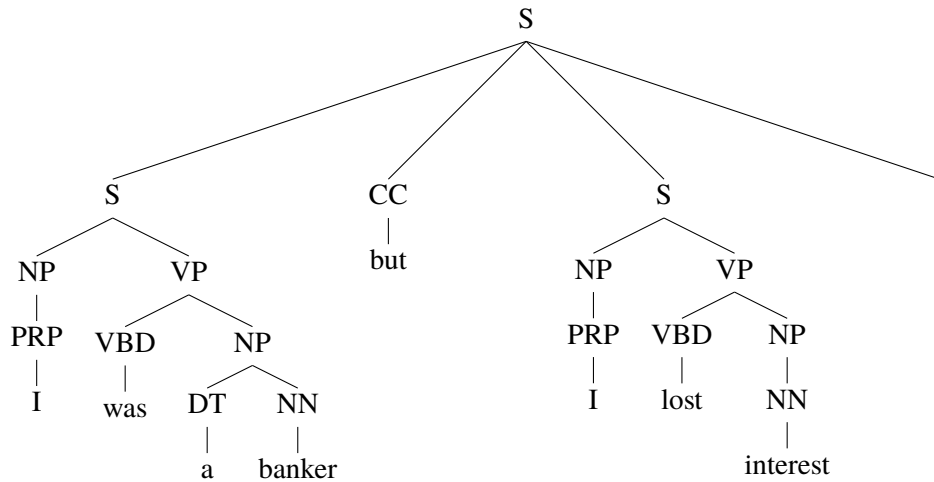 S
S CC S
NP VP but NP VP
PRP VBD NP PRP VBD NP
I was DT NN I lost NN
a banker interest